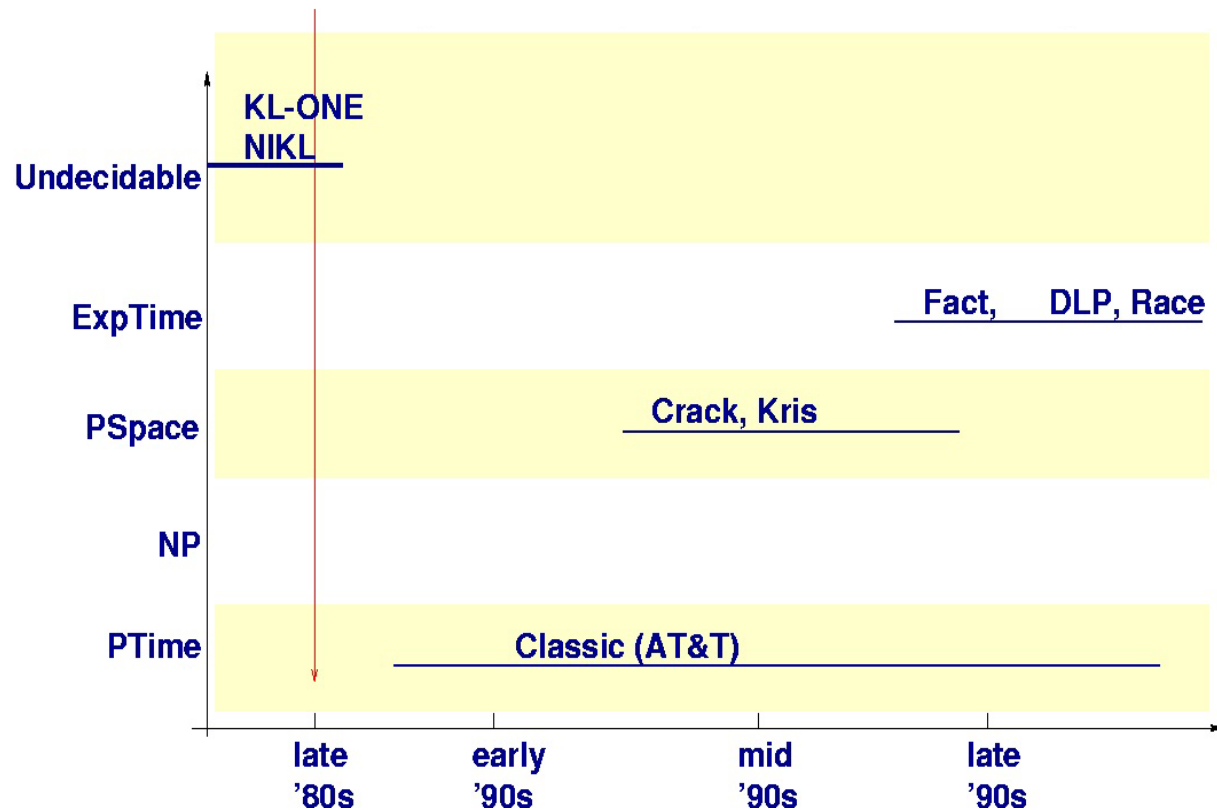 KL-ONE
NIKL
Undecidable
Fact, DLP, Race
ExpTime
Crack, Kris
PSpace
NP
PTime
Classic (AT&T)
late
'80s
early
'90s
mid
'90s
late
'90s